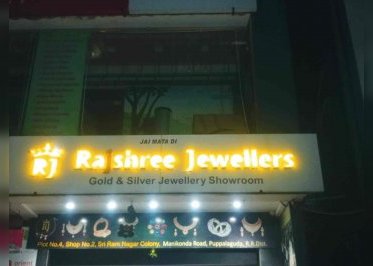 JAI MATA DI
RJ Rajshree Jewellers
Gold & Silver Jewellery Showroom
Plot No.4, Shop No.2, Sri Ram Nagar Colony, Manikonda Road, Puppalaguda, R.R.Dist.